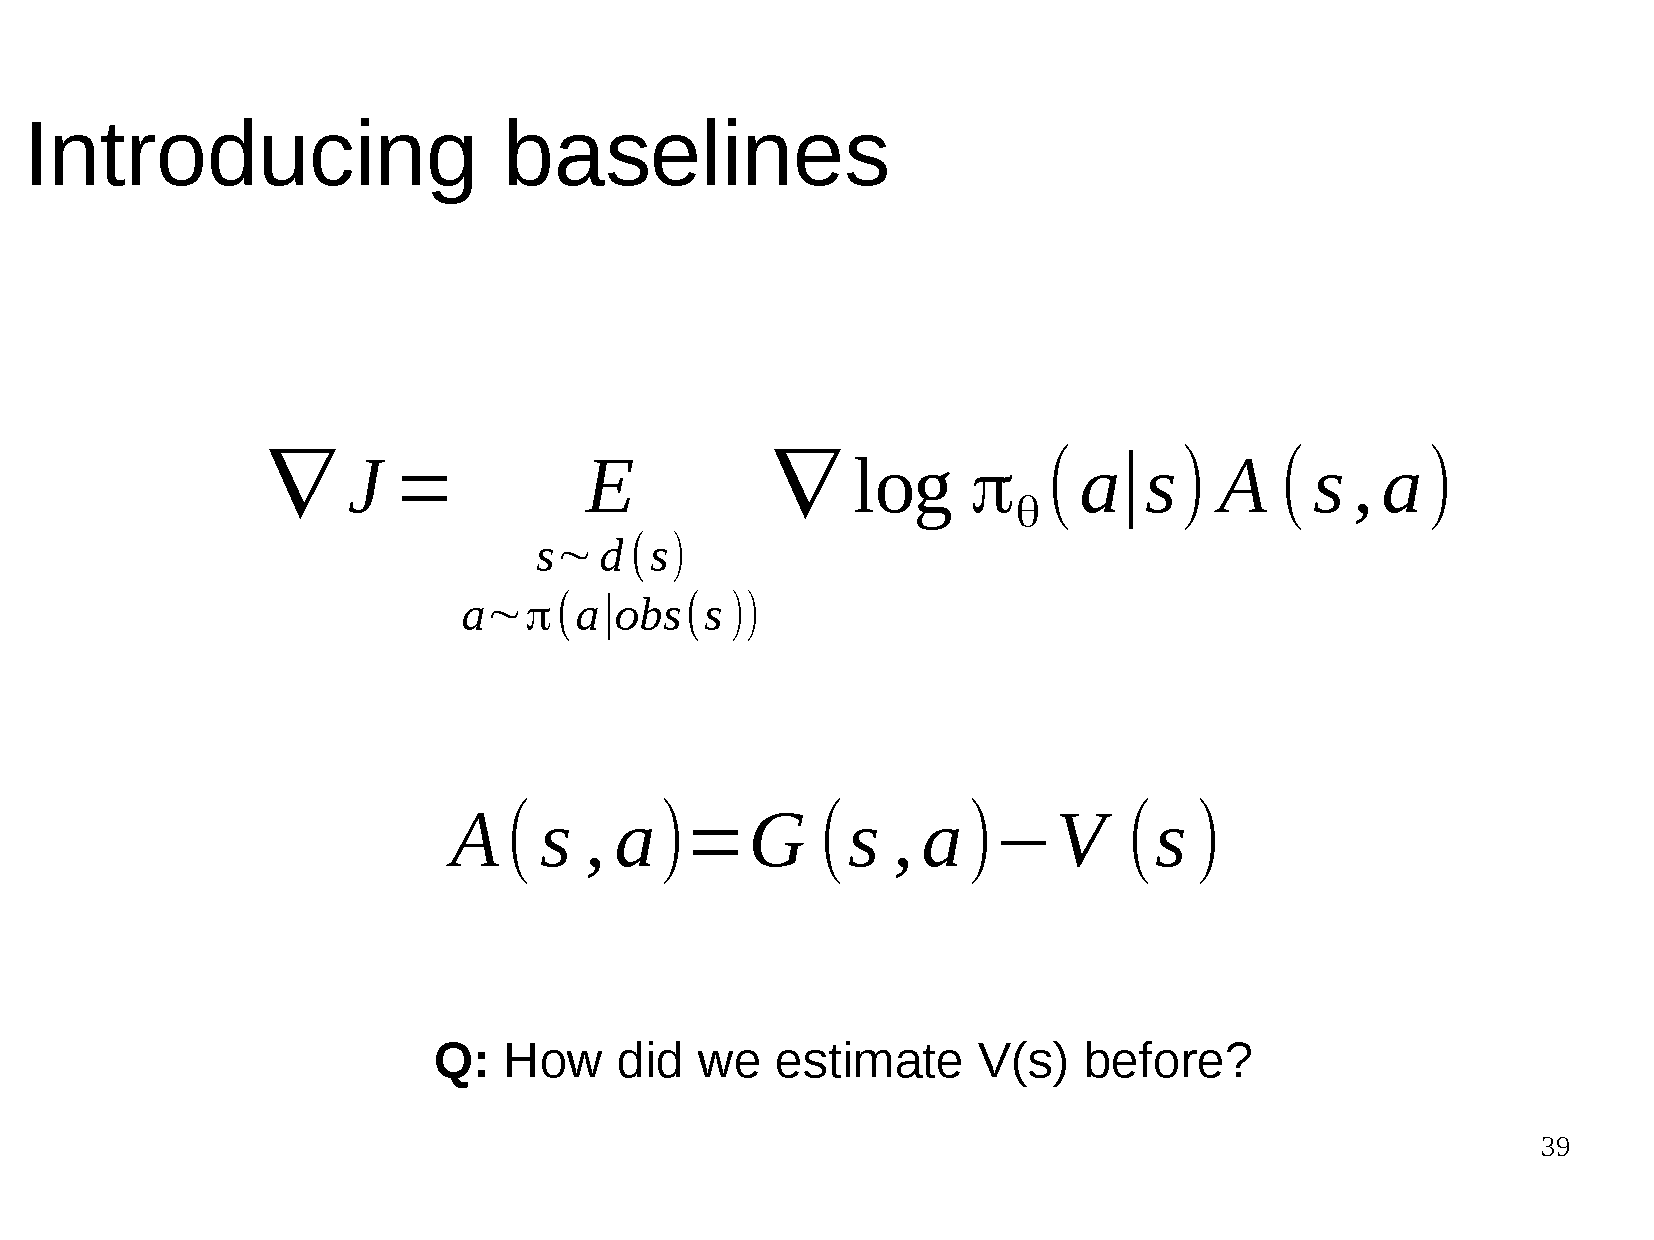 Introducing baselines
∇ J = E ∇ log π_θ(a|s) A(s,a)
s∼d(s)
a∼π(a|obs(s))
A(s,a)=G(s,a)−V(s)
Q: How did we estimate V(s) before?
39